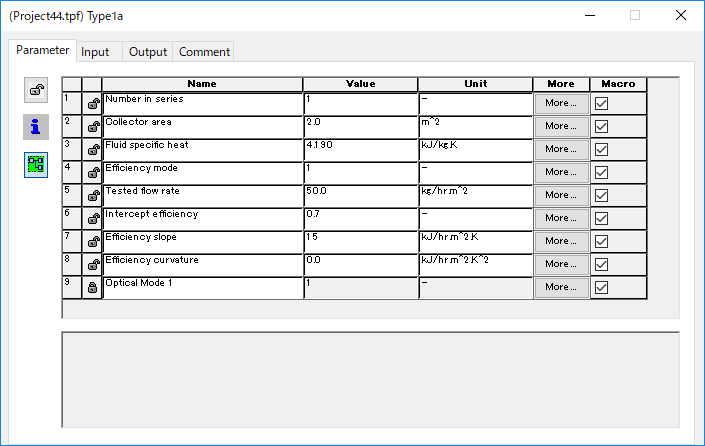 (Project44.tpf) Type1a
Parameter Input Output Comment
Name Value Unit More Macro
1 Number in series 1 - More...
2 Collector area 2.0 m^2 More...
3 Fluid specific heat 4.190 kJ/kg.K More...
4 Efficiency mode 1 - More...
5 Tested flow rate 50.0 kg/hr.m^2 More...
6 Intercept efficiency 0.7 - More...
7 Efficiency slope 15 kJ/hr.m^2.K More...
8 Efficiency curvature 0.0 kJ/hr.m^2.K^2 More...
9 Optical Mode 1 1 - More...